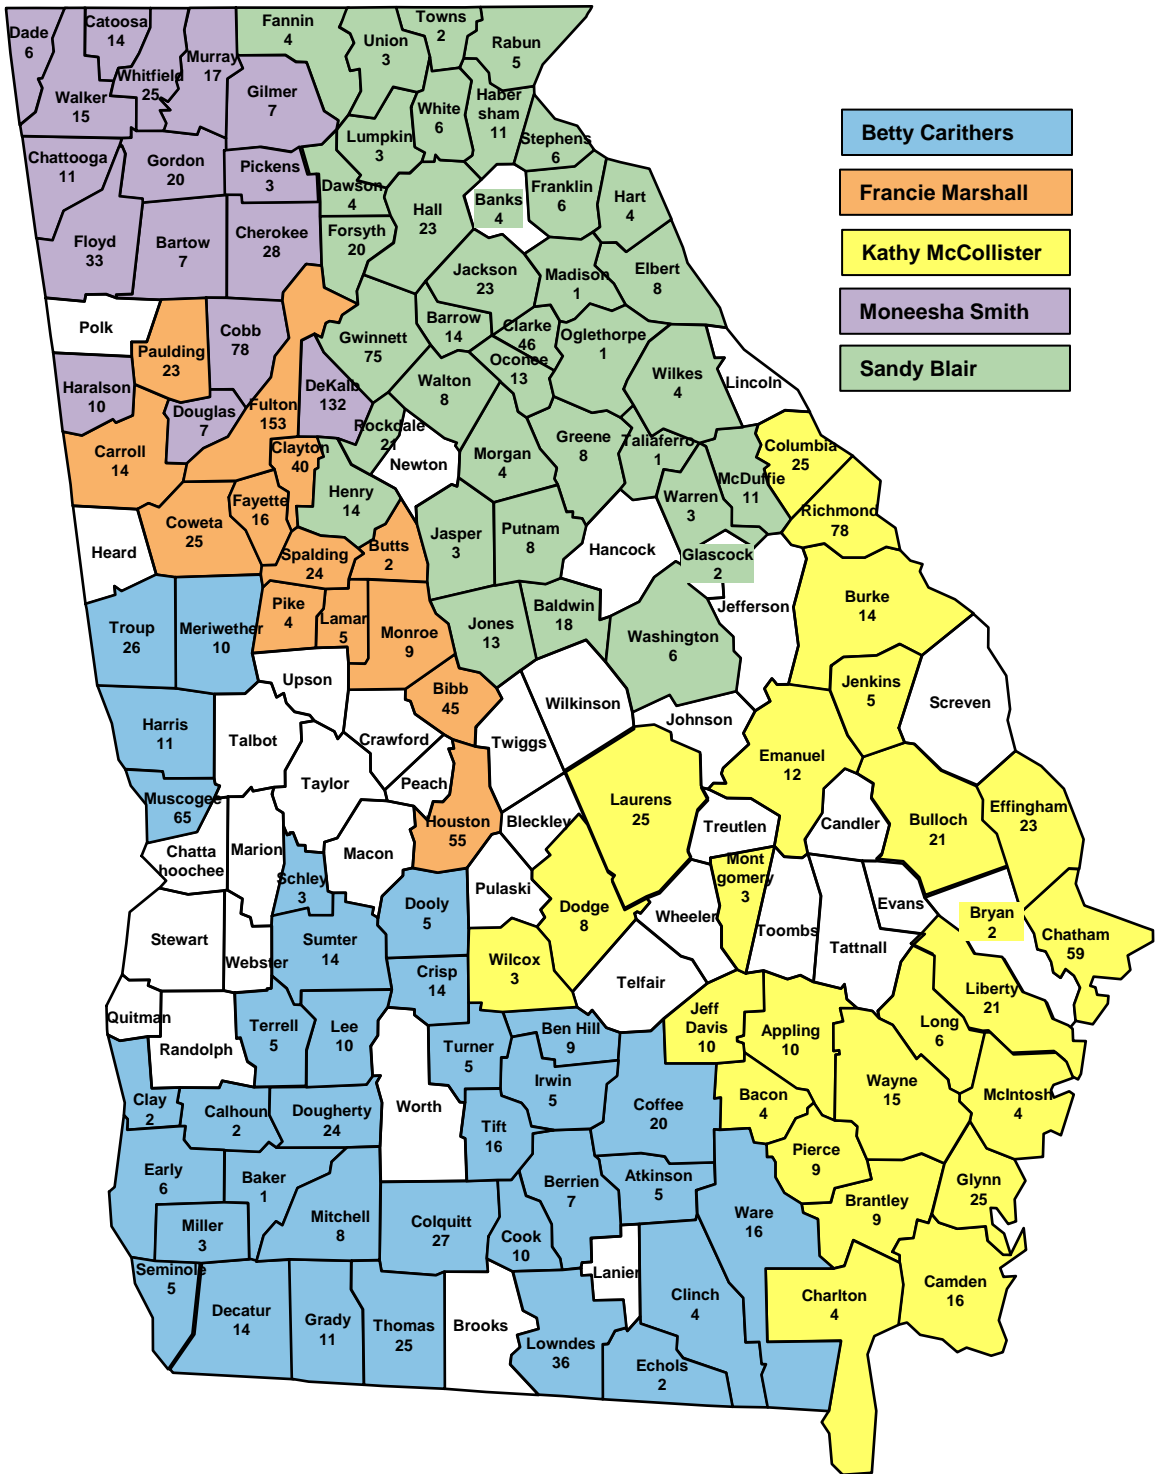 Dade
6
Catoosa
14
Walker
15
Whitfield
25
Murray
17
Fannin
4
Gilmer
7
Union
3
Towns
2
Rabun
5
White
6
Haber
sham
11
Lumpkin
3
Stephens
6
Chattooga
11
Gordon
20
Pickens
3
Dawson
4
Hall
23
Banks
4
Franklin
6
Hart
4
Floyd
33
Bartow
7
Cherokee
28
Forsyth
20
Jackson
23
Madison
1
Elbert
8
Polk
Paulding
23
Cobb
78
Gwinnett
75
Barrow
14
Clarke
46
Oconee
13
Oglethorpe
1
Wilkes
4
Lincoln
Haralson
10
Douglas
7
Fulton
153
DeKalb
132
Walton
8
Rockdale
21
Newton
Morgan
4
Greene
8
Taliaferro
1
Columbia
25
McDuffie
11
Warren
3
Richmond
78
Carroll
14
Clayton
40
Fayette
16
Henry
14
Coweta
25
Heard
Spalding
24
Butts
2
Jasper
3
Putnam
8
Hancock
Glascock
2
Jefferson
Burke
14
Troup
26
Meriwether
10
Pike
4
Lamar
5
Monroe
9
Jones
13
Baldwin
18
Washington
6
Jenkins
5
Screven
Upson
Bibb
45
Wilkinson
Johnson
Emanuel
12
Harris
11
Talbot
Crawford
Twiggs
Taylor
Peach
Muscogee
65
Houston
55
Bleckley
Laurens
25
Treutlen
Candler
Bulloch
21
Effingham
23
Chatta
hoochee
Marion
Macon
Schley
3
Pulaski
Dodge
8
Mont
gomery
3
Wheeler
Toombs
Tattnall
Evans
Bryan
2
Chatham
59
Stewart
Webster
Sumter
14
Dooly
5
Crisp
14
Wilcox
3
Telfair
Liberty
21
Long
6
Quitman
Randolph
Terrell
5
Lee
10
Turner
5
Ben Hill
9
Jeff
Davis
10
Appling
10
Wayne
15
McIntosh
4
Clay
2
Calhoun
2
Dougherty
24
Worth
Tift
16
Irwin
5
Coffee
20
Bacon
4
Pierce
9
Early
6
Baker
1
Mitchell
8
Miller
3
Colquitt
27
Cook
10
Berrien
7
Atkinson
5
Ware
16
Brantley
9
Glynn
25
Seminole
5
Decatur
14
Grady
11
Thomas
25
Brooks
Lowndes
36
Lanier
Echols
2
Clinch
4
Charlton
4
Camden
16
Betty Carithers
Francie Marshall
Kathy McCollister
Moneesha Smith
Sandy Blair